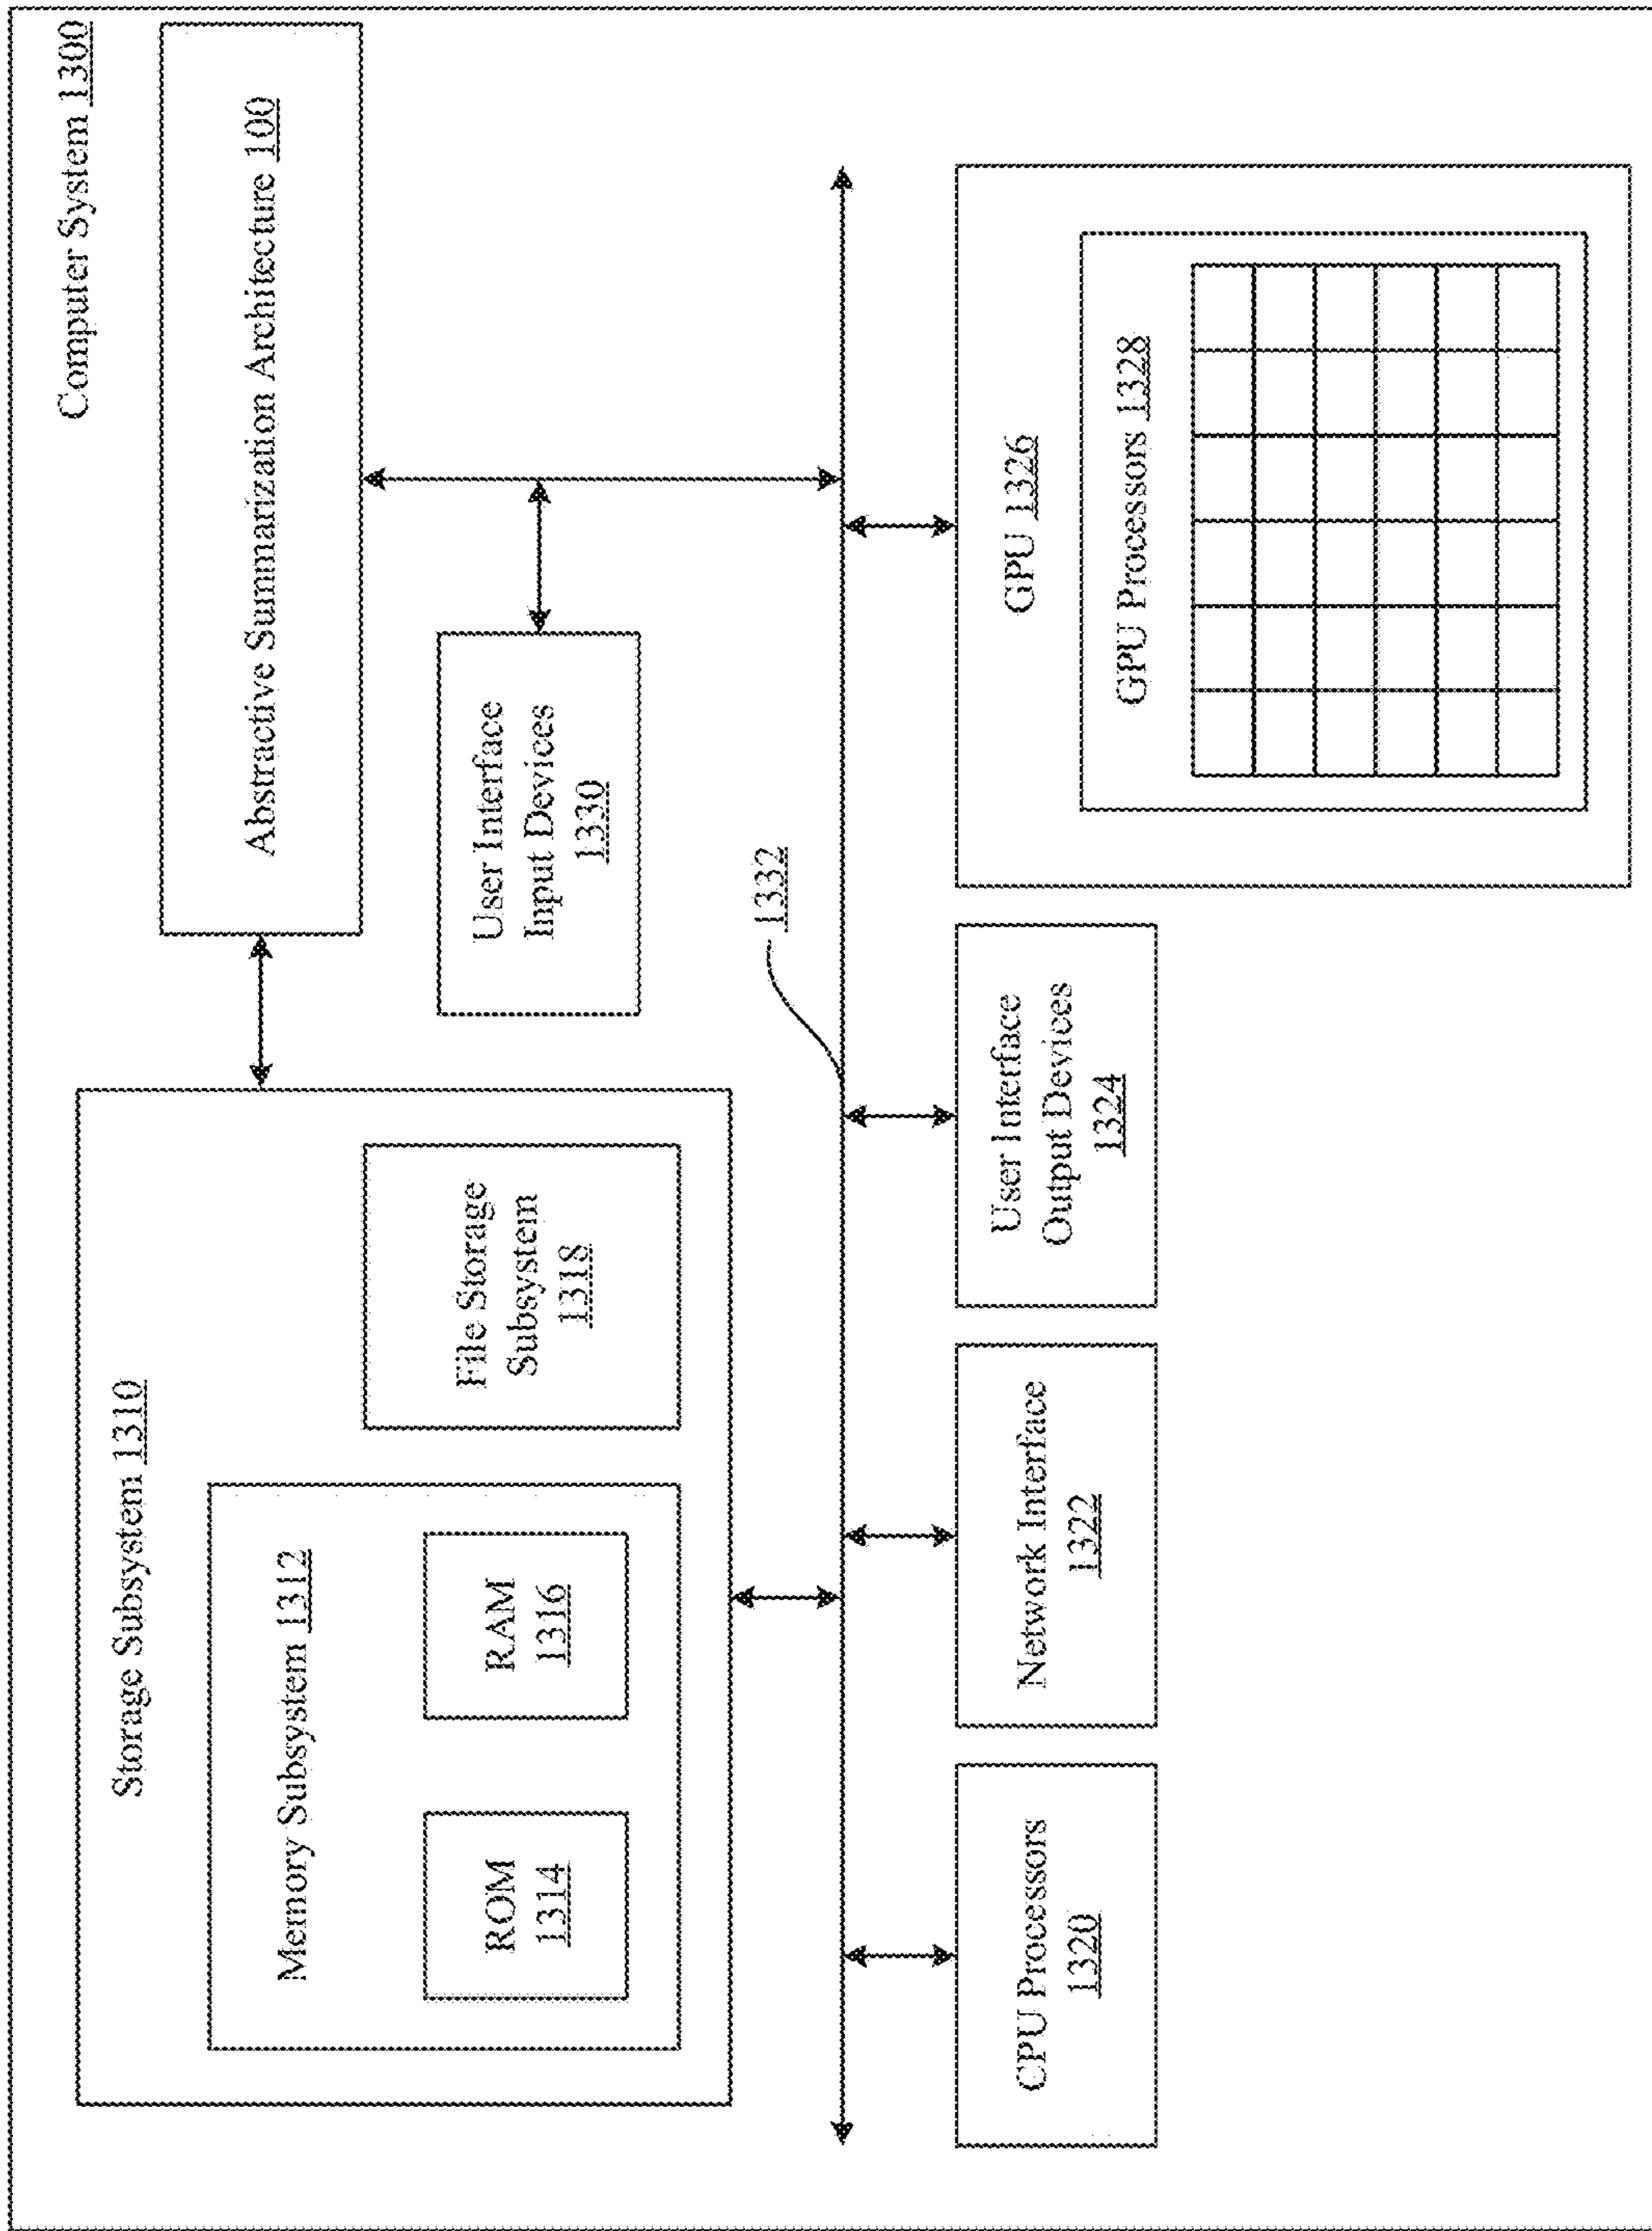 Computer System 1300
Storage Subsystem 1310
Memory Subsystem 1312
ROM
1314
RAM
1316
File Storage
Subsystem
1318
Abstractive Summarization Architecture 100
User Interface
Input Devices
1330
1332
CPU Processors
1320
Network Interface
1322
User Interface
Output Devices
1324
GPU 1326
GPU Processors 1328